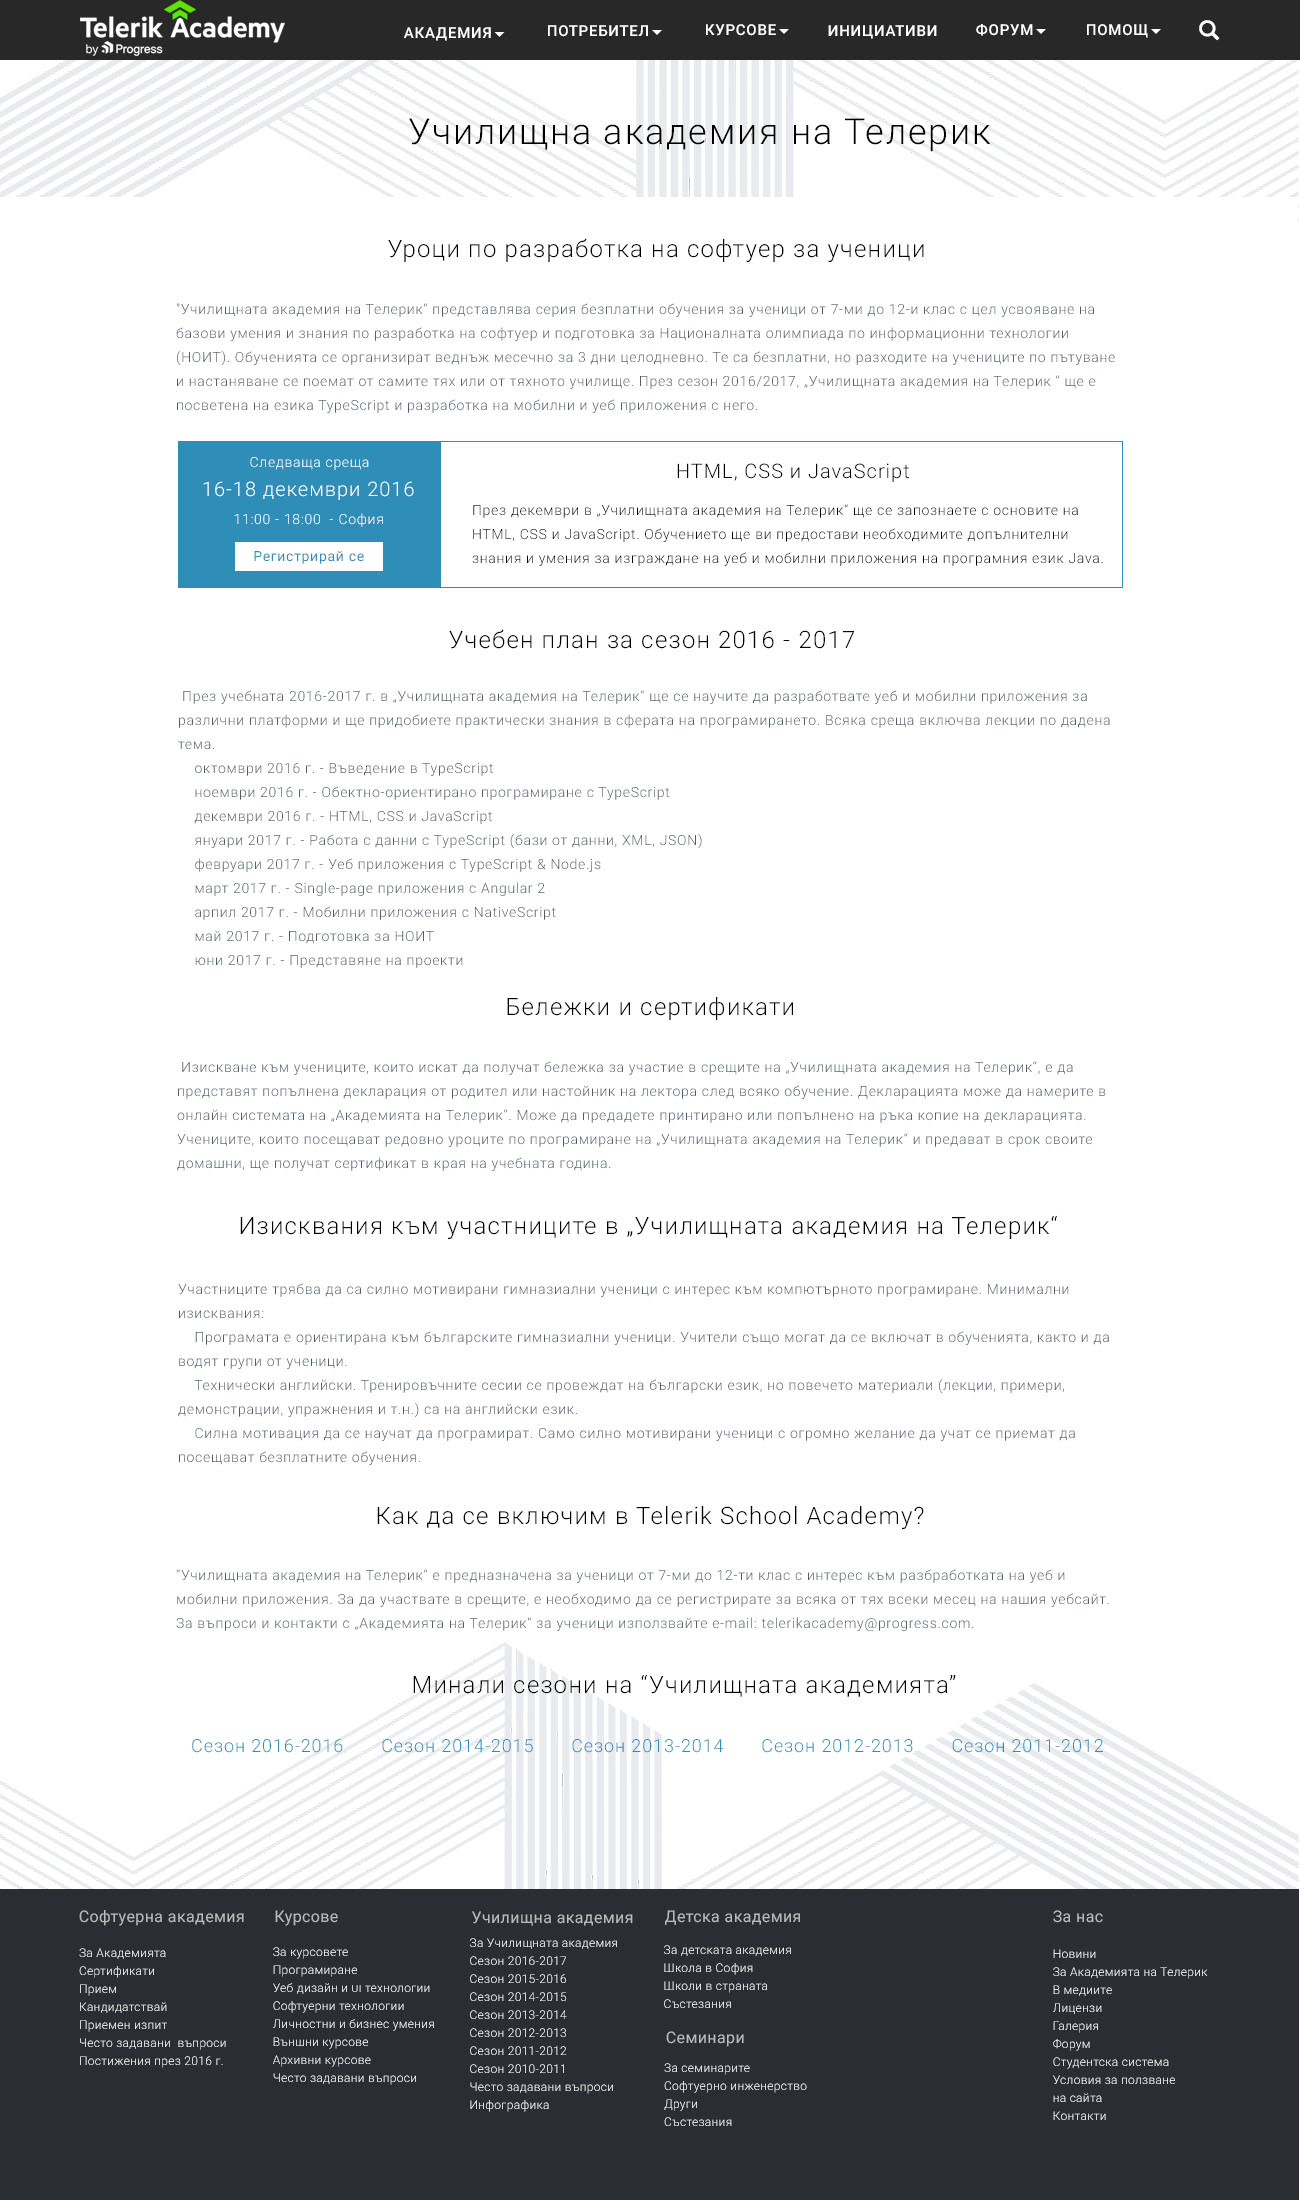 Telerik Academy
by Progress
АКАДЕМИЯ
ПОТРЕБИТЕЛ
КУРСОВЕ
ИНИЦИАТИВИ
ФОРУМ
ПОМОЩ
Училищна академия на Телерик
Уроци по разработка на софтуер за ученици
"Училищната академия на Телерик“ представлява серия безплатни обучения за ученици от 7-ми до 12-и клас с цел усвояване на
базови умения и знания по разработка на софтуер и подготовка за Националната олимпиада по информационни технологии
(НОИТ). Обученията се организират веднъж месечно за 3 дни целодневно. Те са безплатни, но разходите на учениците по пътуване
и настаняване се поемат от самите тях или от тяхното училище. През сезон 2016/2017, „Училищната академия на Телерик “ ще е
посветена на езика TypeScript и разработка на мобилни и уеб приложения с него.
Следваща среща
16-18 декември 2016
11:00 - 18:00 - София
Регистрирай се
HTML, CSS и JavaScript
През декември в „Училищната академия на Телерик“ ще се запознаете с основите на
HTML, CSS и JavaScript. Обучението ще ви предостави необходимите допълнителни
знания и умения за изграждане на уеб и мобилни приложения на програмния език Java.
Учебен план за сезон 2016 - 2017
През учебната 2016-2017 г. в „Училищната академия на Телерик“ ще се научите да разработвате уеб и мобилни приложения за
различни платформи и ще придобиете практически знания в сферата на програмирането. Всяка среща включва лекции по дадена
тема.
октомври 2016 г. - Въведение в TypeScript
ноември 2016 г. - Обектно-ориентирано програмиране с TypeScript
декември 2016 г. - HTML, CSS и JavaScript
януари 2017 г. - Работа с данни с TypeScript (бази от данни, XML, JSON)
февруари 2017 г. - Уеб приложения с TypeScript & Node.js
март 2017 г. - Single-page приложения с Angular 2
арпил 2017 г. - Мобилни приложения с NativeScript
май 2017 г. - Подготовка за НОИТ
юни 2017 г. - Представяне на проекти
Бележки и сертификати
Изискване към учениците, които искат да получат бележка за участие в срещите на „Училищната академия на Телерик“, е да
представят попълнена декларация от родител или настойник на лектора след всяко обучение. Декларацията може да намерите в
онлайн системата на „Академията на Телерик“. Може да предадете принтирано или попълнено на ръка копие на декларацията.
Учениците, които посещават редовно уроците по програмиране на „Училищната академия на Телерик“ и предават в срок своите
домашни, ще получат сертификат в края на учебната година.
Изисквания към участниците в „Училищната академия на Телерик“
Участниците трябва да са силно мотивирани гимназиални ученици с интерес към компютърното програмиране. Минимални
изисквания:
Програмата е ориентирана към българските гимназиални ученици. Учители също могат да се включат в обученията, както и да
водят групи от ученици.
Технически английски. Тренировъчните сесии се провеждат на български език, но повечето материали (лекции, примери,
демонстрации, упражнения и т.н.) са на английски език.
Силна мотивация да се научат да програмират. Само силно мотивирани ученици с огромно желание да учат се приемат да
посещават безплатните обучения.
Как да се включим в Telerik School Academy?
“Училищната академия на Телерик“ е предназначена за ученици от 7-ми до 12-ти клас с интерес към разбработката на уеб и
мобилни приложения. За да участвате в срещите, е необходимо да се регистрирате за всяка от тях всеки месец на нашия уебсайт.
За въпроси и контакти с „Академията на Телерик“ за ученици използвайте e-mail: telerikacademy@progress.com.
Минали сезони на “Училищната академията”
Сезон 2016-2016 Сезон 2014-2015 Сезон 2013-2014 Сезон 2012-2013 Сезон 2011-2012
Софтуерна академия
За Академията
Сертификати
Прием
Кандидатствай
Приемен изпит
Често задавани въпроси
Постижения през 2016 г.
Курсове
За курсовете
Програмиране
Уеб дизайн и UI технологии
Софтуерни технологии
Личностни и бизнес умения
Външни курсове
Архивни курсове
Често задавани въпроси
Училищна академия
За Училищната академия
Сезон 2016-2017
Сезон 2015-2016
Сезон 2014-2015
Сезон 2013-2014
Сезон 2012-2013
Сезон 2011-2012
Сезон 2010-2011
Често задавани въпроси
Инфографика
Детска академия
За детската академия
Школа в София
Школи в страната
Състезания
Семинари
За семинарите
Софтуерно инженерство
Други
Състезания
За нас
Новини
За Академията на Телерик
В медиите
Лицензи
Галерия
Форум
Студентска система
Условия за ползване
на сайта
Контакти